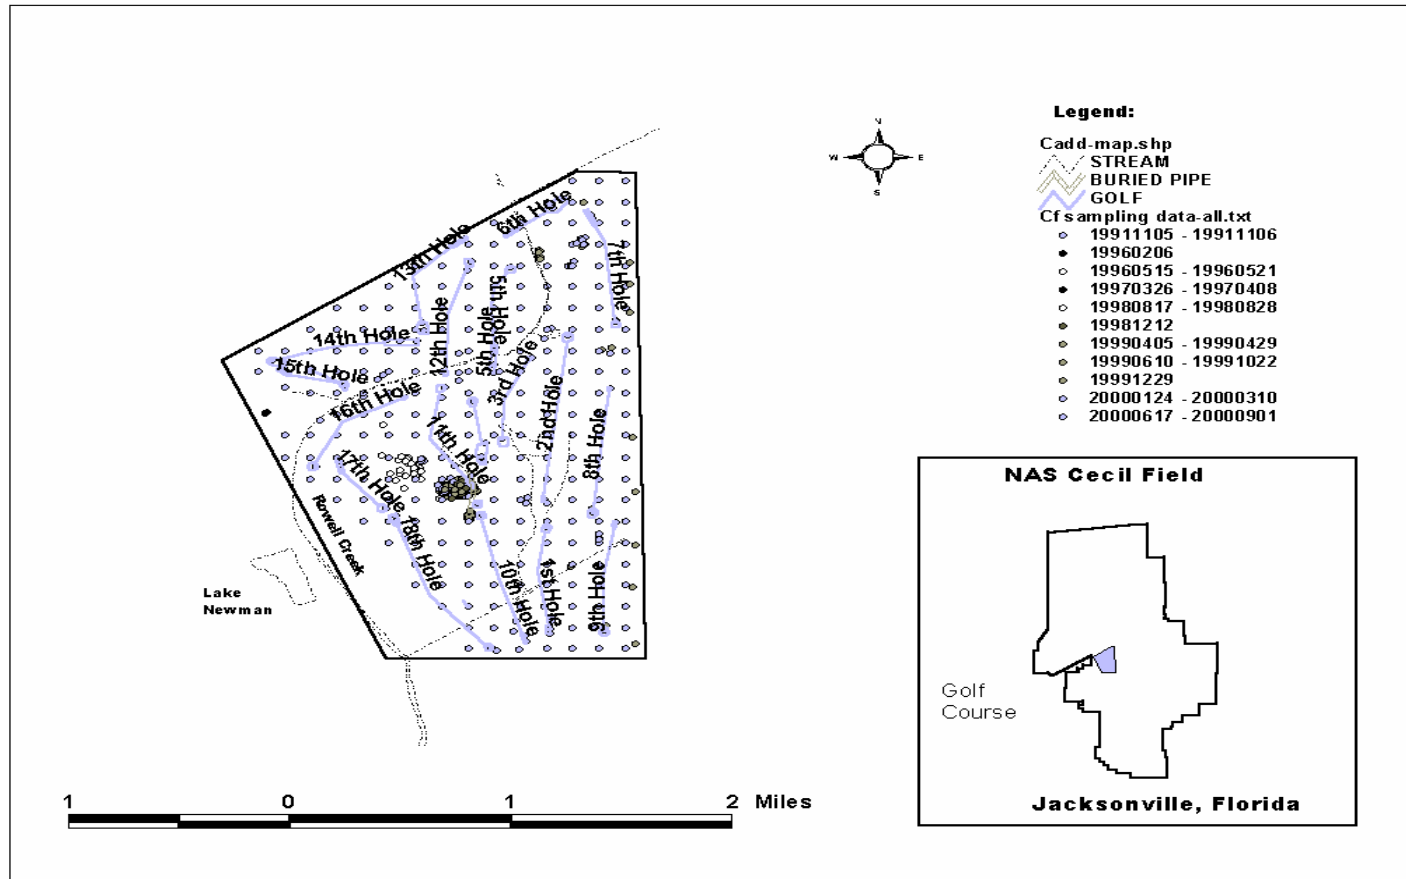 Legend:
Cadd-map.shp
STREAM
BURIED PIPE
GOLF
Cf sampling data-all.txt
19911105 - 19911106
19960206
19960515 - 19960521
19970326 - 19970408
19980817 - 19980828
19981212
19990405 - 19990429
19990610 - 19991022
19991229
20000124 - 20000310
20000617 - 20000901
N
W
E
S
6th Hole
13th Hole
7th Hole
5th Hole
5th Hole
12th Hole
14th Hole
15th Hole
3rd Hole
16th Hole
2nd Hole
11th Hole
8th Hole
17th Hole
18th Hole
Rowell Creek
10th Hole
1st Hole
9th Hole
Lake
Newman
NAS Cecil Field
Golf
Course
Jacksonville, Florida
1 0 1 2 Miles